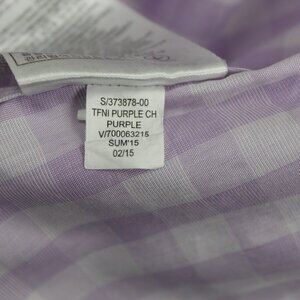 S/373878-00
TFNI PURPLE CH
PURPLE
V/700063215
SUM'15
02/15